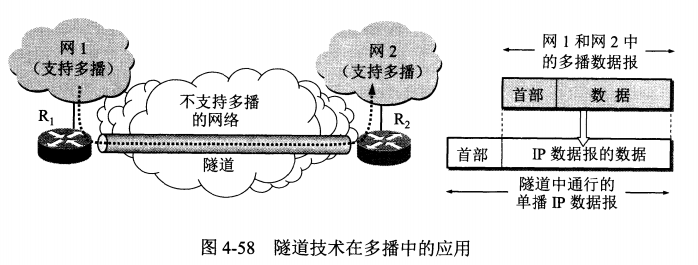 网 1
（支持多播）
网 2
（支持多播）
不支持多播
的网络
R1
R2
隧道
网 1 和网 2 中
的多播数据报
首部
数 据
首部
IP 数据报的数据
隧道中通行的
单播 IP 数据报
图 4-58 隧道技术在多播中的应用